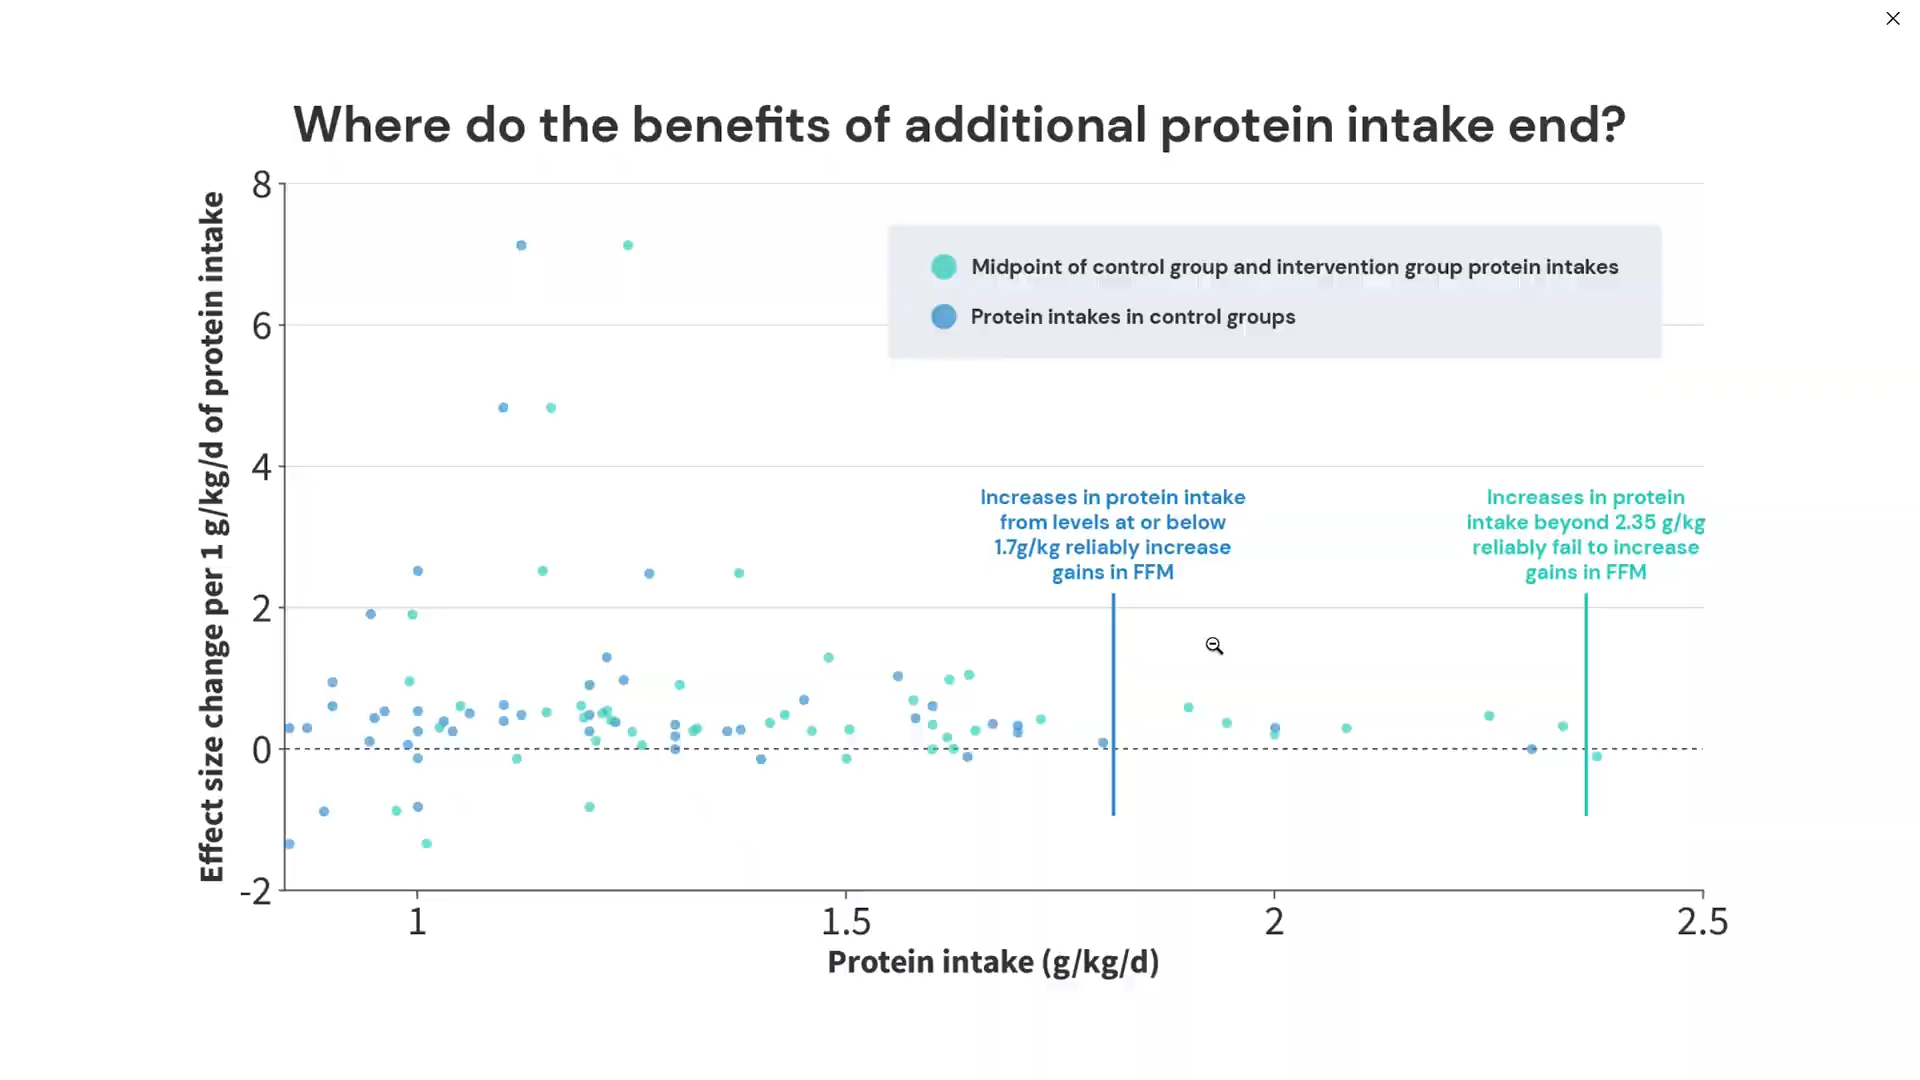 Where do the benefits of additional protein intake end?
Effect size change per 1 g/kg/d of protein intake
8
6
4
2
0
-2
Midpoint of control group and intervention group protein intakes
Protein intakes in control groups
Increases in protein intake
from levels at or below
1.7g/kg reliably increase
gains in FFM
Increases in protein
intake beyond 2.35 g/kg
reliably fail to increase
gains in FFM
1
1.5
2
2.5
Protein intake (g/kg/d)